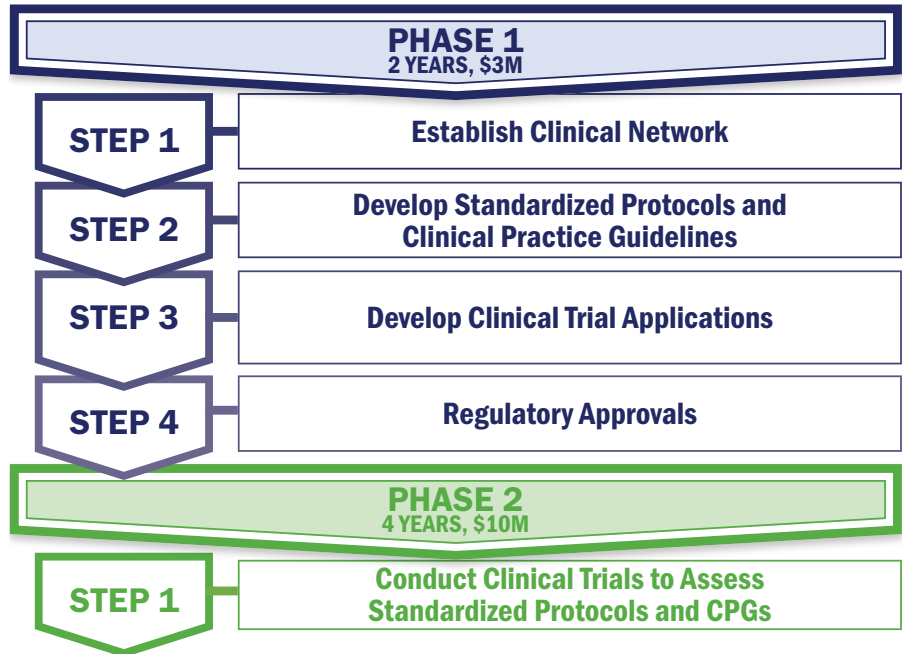 PHASE 1
2 YEARS, $3M
STEP 1
Establish Clinical Network
STEP 2
Develop Standardized Protocols and
Clinical Practice Guidelines
STEP 3
Develop Clinical Trial Applications
STEP 4
Regulatory Approvals
PHASE 2
4 YEARS, $10M
STEP 1
Conduct Clinical Trials to Assess
Standardized Protocols and CPGs